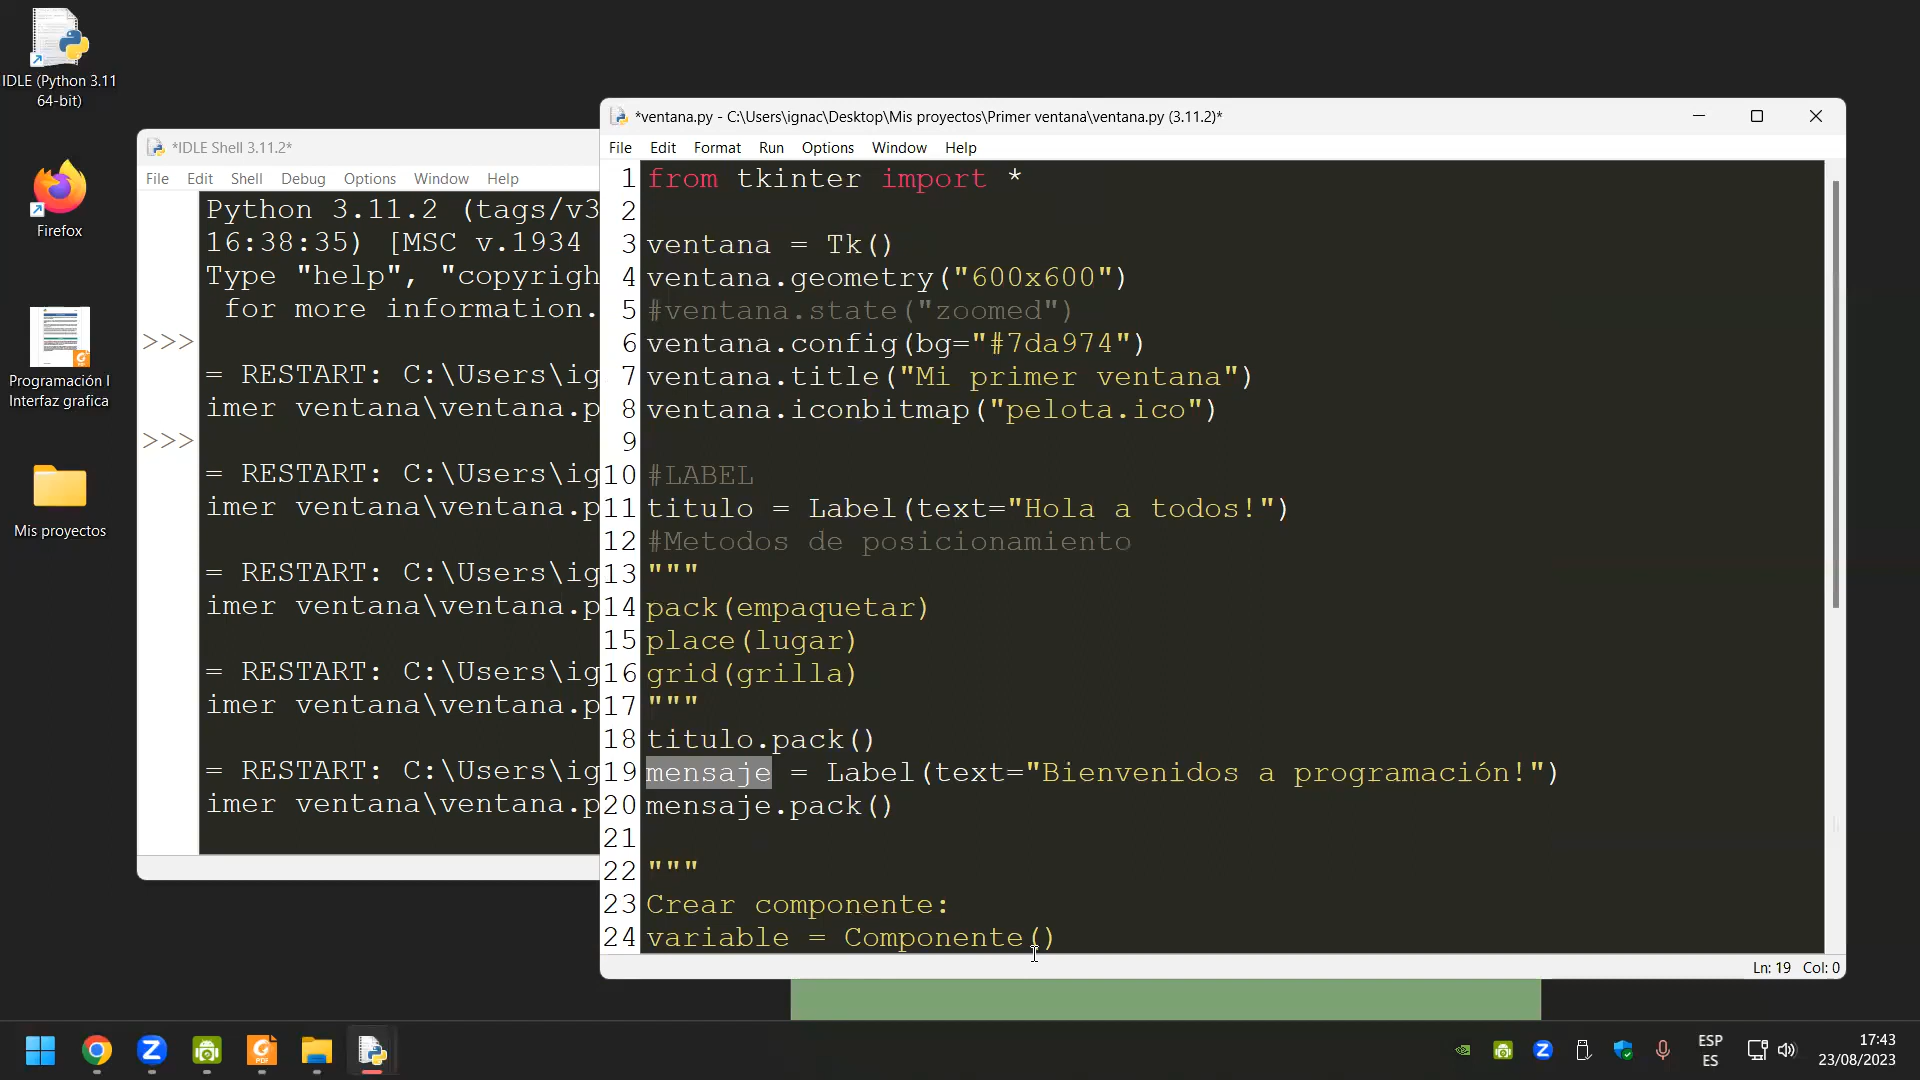 IDLE (Python 3.11
64-bit)
Firefox
Programación I
Interfaz grafica
Mis proyectos
*IDLE Shell 3.11.2*
File Edit Shell Debug Options Window Help
Python 3.11.2 (tags/v3
16:38:35) [MSC v.1934
Type "help", "copyrigh
for more information.
>>>
= RESTART: C:\Users\ig
imer ventana\ventana.p
>>>
= RESTART: C:\Users\ig
imer ventana\ventana.p
= RESTART: C:\Users\ig
imer ventana\ventana.p
= RESTART: C:\Users\ig
imer ventana\ventana.p
= RESTART: C:\Users\ig
imer ventana\ventana.p
*ventana.py - C:\Users\ignac\Desktop\Mis proyectos\Primer ventana\ventana.py (3.11.2)*
File Edit Format Run Options Window Help
1 from tkinter import *
2
3 ventana = Tk()
4 ventana.geometry("600x600")
5 #ventana.state("zoomed")
6 ventana.config(bg="#7da974")
7 ventana.title("Mi primer ventana")
8 ventana.iconbitmap("pelota.ico")
9
10 #LABEL
11 titulo = Label(text="Hola a todos!")
12 #Metodos de posicionamiento
13 """
14 pack(empaquetar)
15 place(lugar)
16 grid(grilla)
17 """
18 titulo.pack()
19 mensaje = Label(text="Bienvenidos a programación!")
20 mensaje.pack()
21
22 """
23 Crear componente:
24 variable = Componente()
Ln: 19 Col: 0
PDF
ESP
ES
17:43
23/08/2023